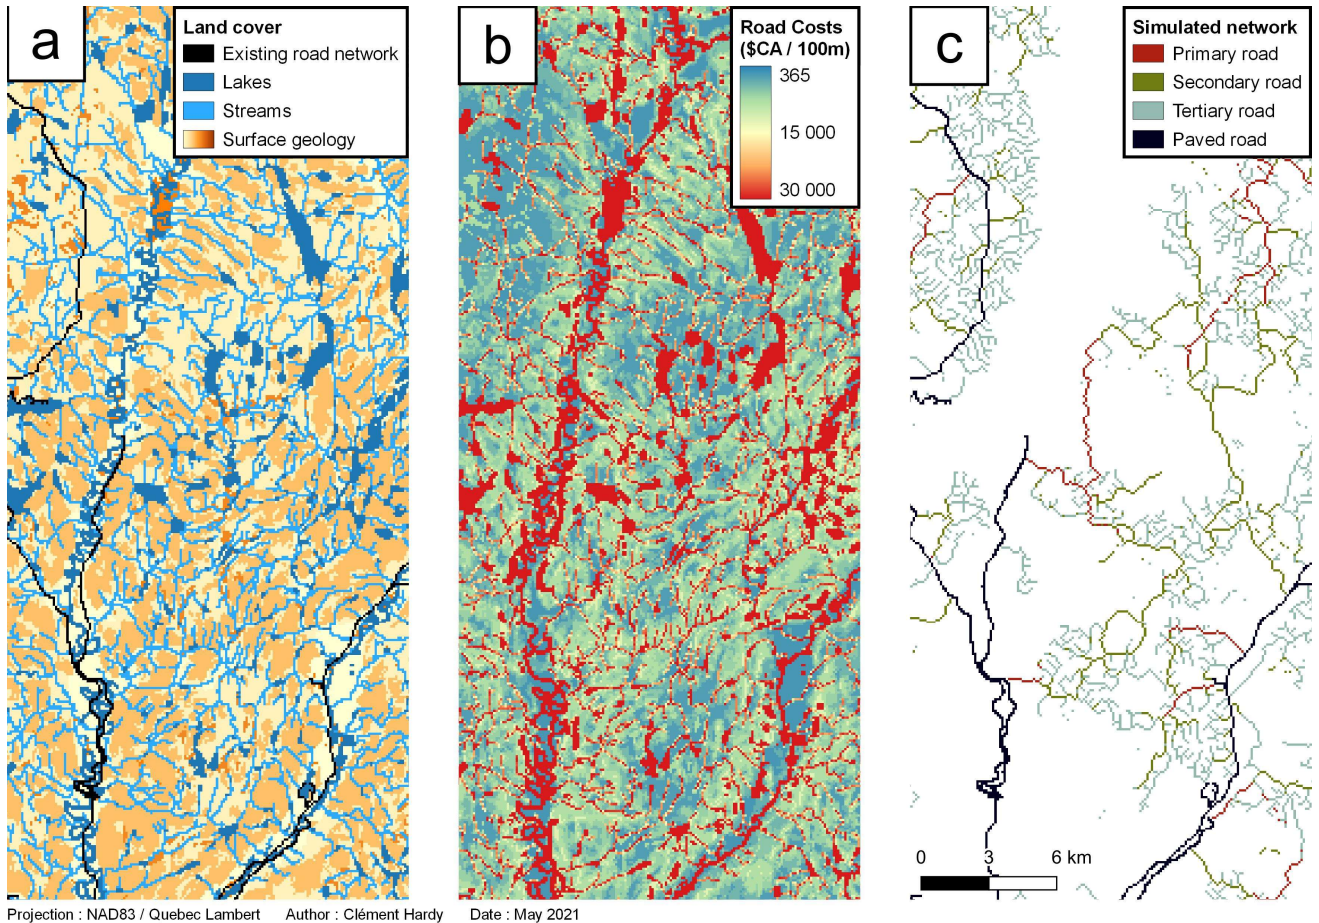 a
Land cover
Existing road network
Lakes
Streams
Surface geology
b
Road Costs
($CA / 100m)
365
15 000
30 000
c
Simulated network
Primary road
Secondary road
Tertiary road
Paved road
0 3 6 km
Projection : NAD83 / Quebec Lambert Author : Clément Hardy Date : May 2021